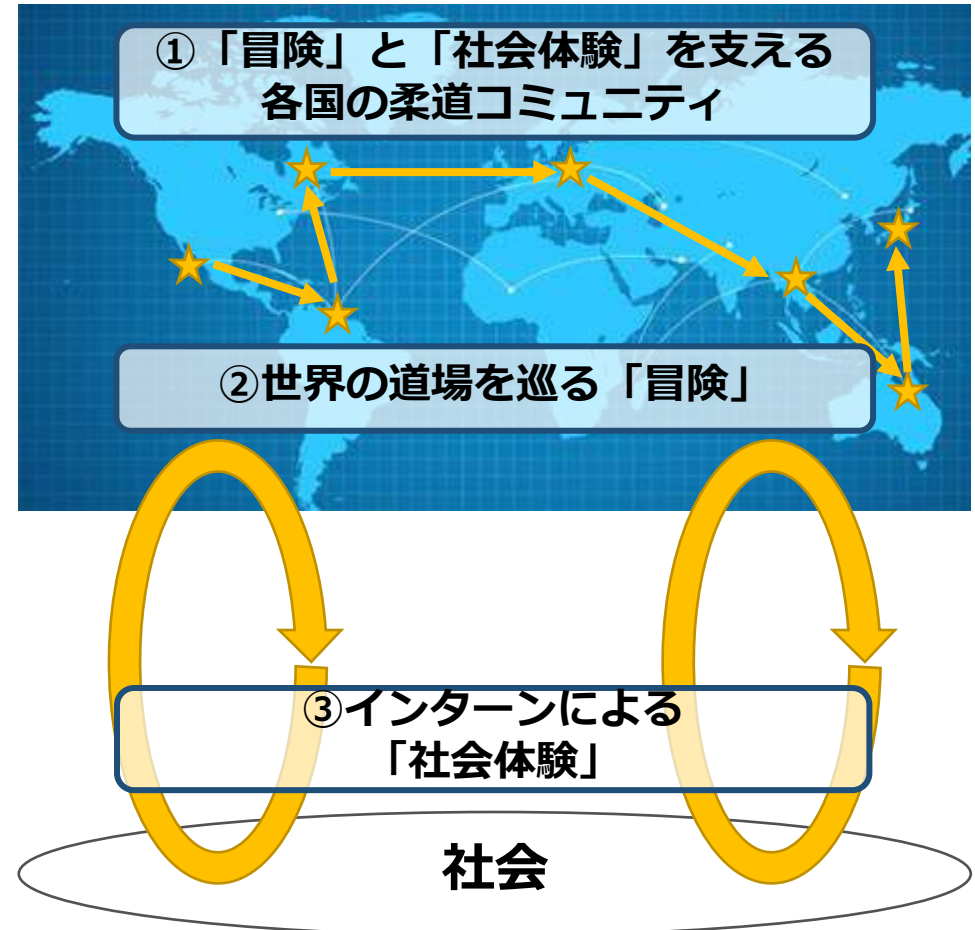 ①「冒険」と「社会体験」を支える
各国の柔道コミュニティ
②世界の道場を巡る「冒険」
③インターンによる
「社会体験」
社会